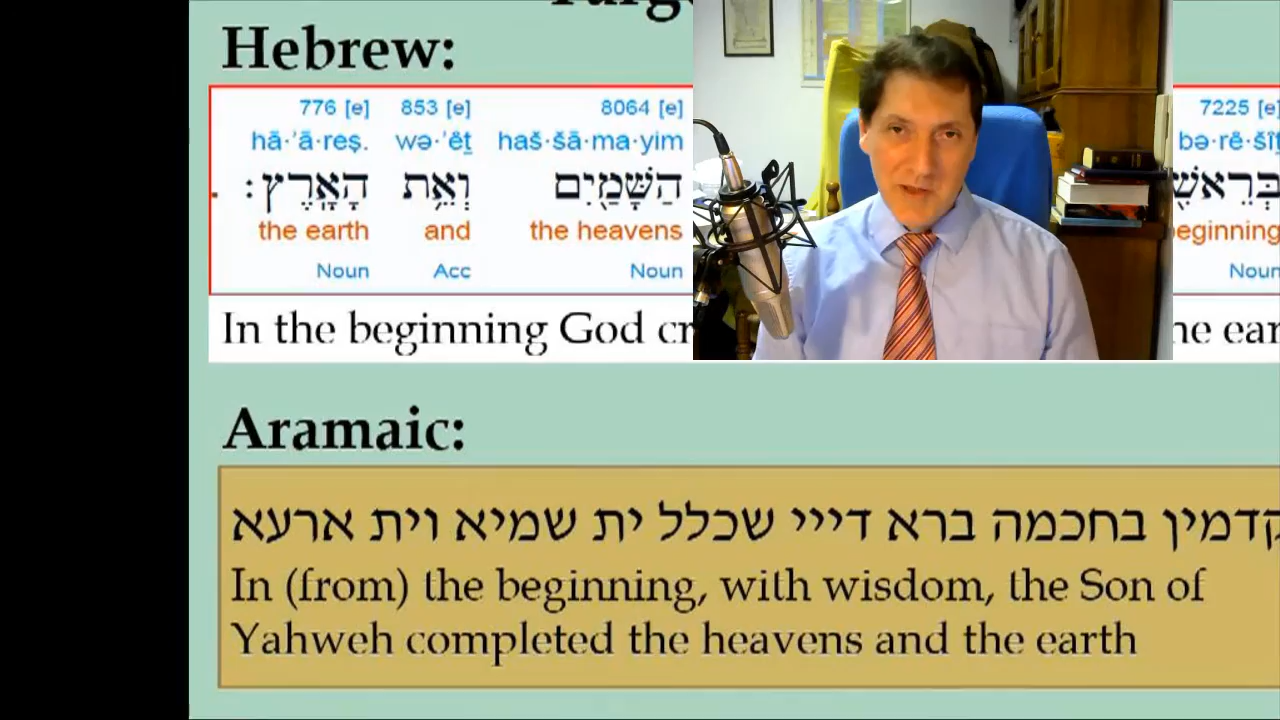 Targ
Hebrew:
776 [e] 853 [e] 8064 [e] 7225 [e]
hā·’ā·reṣ. wə·’êṯ haš·šā·ma·yim bə·rê·šîṯ
הָאָֽרֶץ׃ וְאֵ֥ת הַשָּׁמַ֖יִם בְּרֵאשִׁ֖
the earth and the heavens beginning
Noun Acc Noun Noun
In the beginning God cr he ear
Aramaic:
קדמין בחכמה ברא דייי שכלל ית שמיא וית ארעא
In (from) the beginning, with wisdom, the Son of
Yahweh completed the heavens and the earth